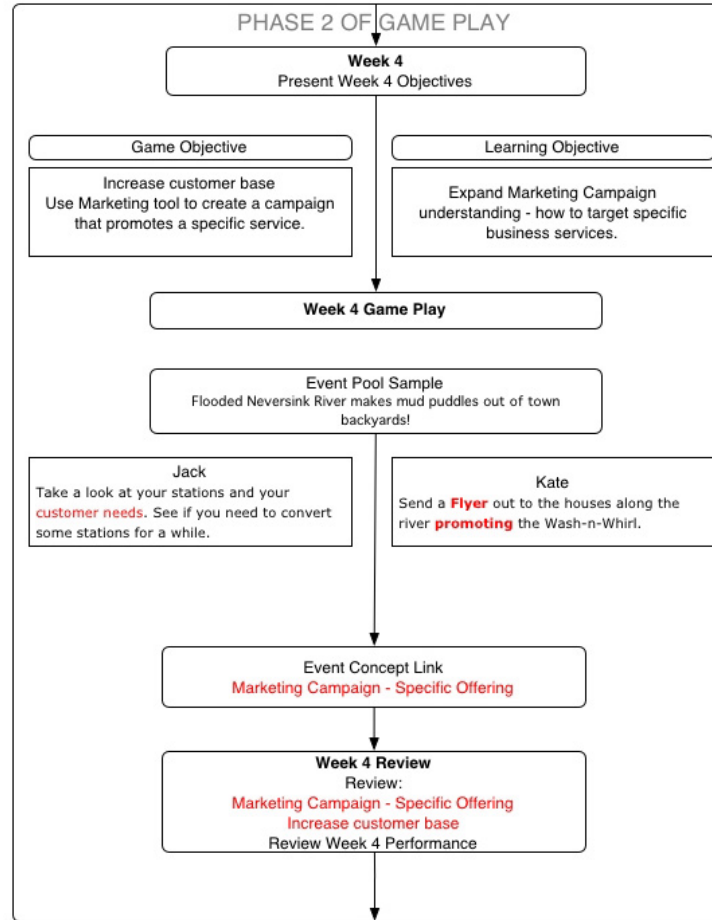 PHASE 2 OF GAME PLAY
Week 4
Present Week 4 Objectives
Game Objective
Increase customer base
Use Marketing tool to create a campaign
that promotes a specific service.
Learning Objective
Expand Marketing Campaign
understanding - how to target specific
business services.
Week 4 Game Play
Event Pool Sample
Flooded Neversink River makes mud puddles out of town
backyards!
Jack
Take a look at your stations and your
customer needs. See if you need to convert
some stations for a while.
Kate
Send a Flyer out to the houses along the
river promoting the Wash-n-Whirl.
Event Concept Link
Marketing Campaign - Specific Offering
Week 4 Review
Review:
Marketing Campaign - Specific Offering
Increase customer base
Review Week 4 Performance